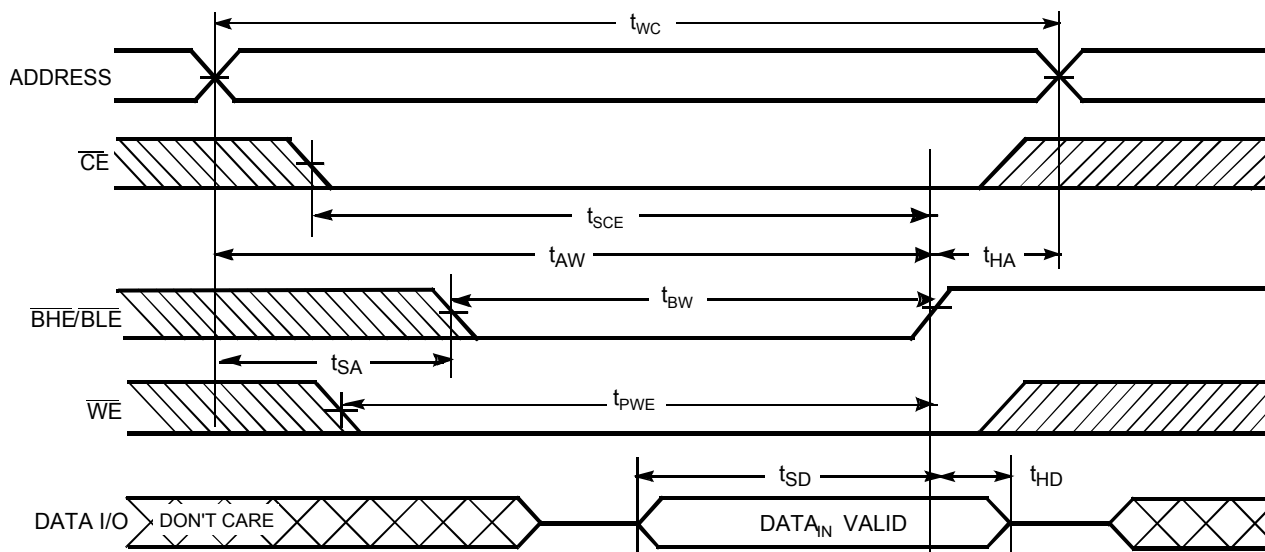 tWC
ADDRESS
CE
tSCE
tAW
tHA
tBW
BHE/BLE
tSA
tPWE
WE
tSD
tHD
DATA I/O
DON'T CARE
DATAIN VALID